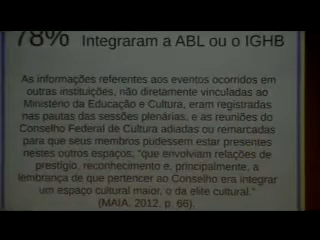 78% Integraram a ABL ou o IGHB
As informações referentes aos eventos ocorridos em
outras instituições, não diretamente vinculadas ao
Ministério da Educação e Cultura, eram registradas
nas pautas das sessões plenárias, e as reuniões do
Conselho Federal de Cultura adiadas ou remarcadas
para que seus membros pudessem estar presentes
nestes outros espaços, “que envolviam relações de
prestígio, reconhecimento e, principalmente, a
lembrança de que pertencer ao Conselho era integrar
um espaço cultural maior, o da elite cultural.”
(MAIA, 2012, p. 66).